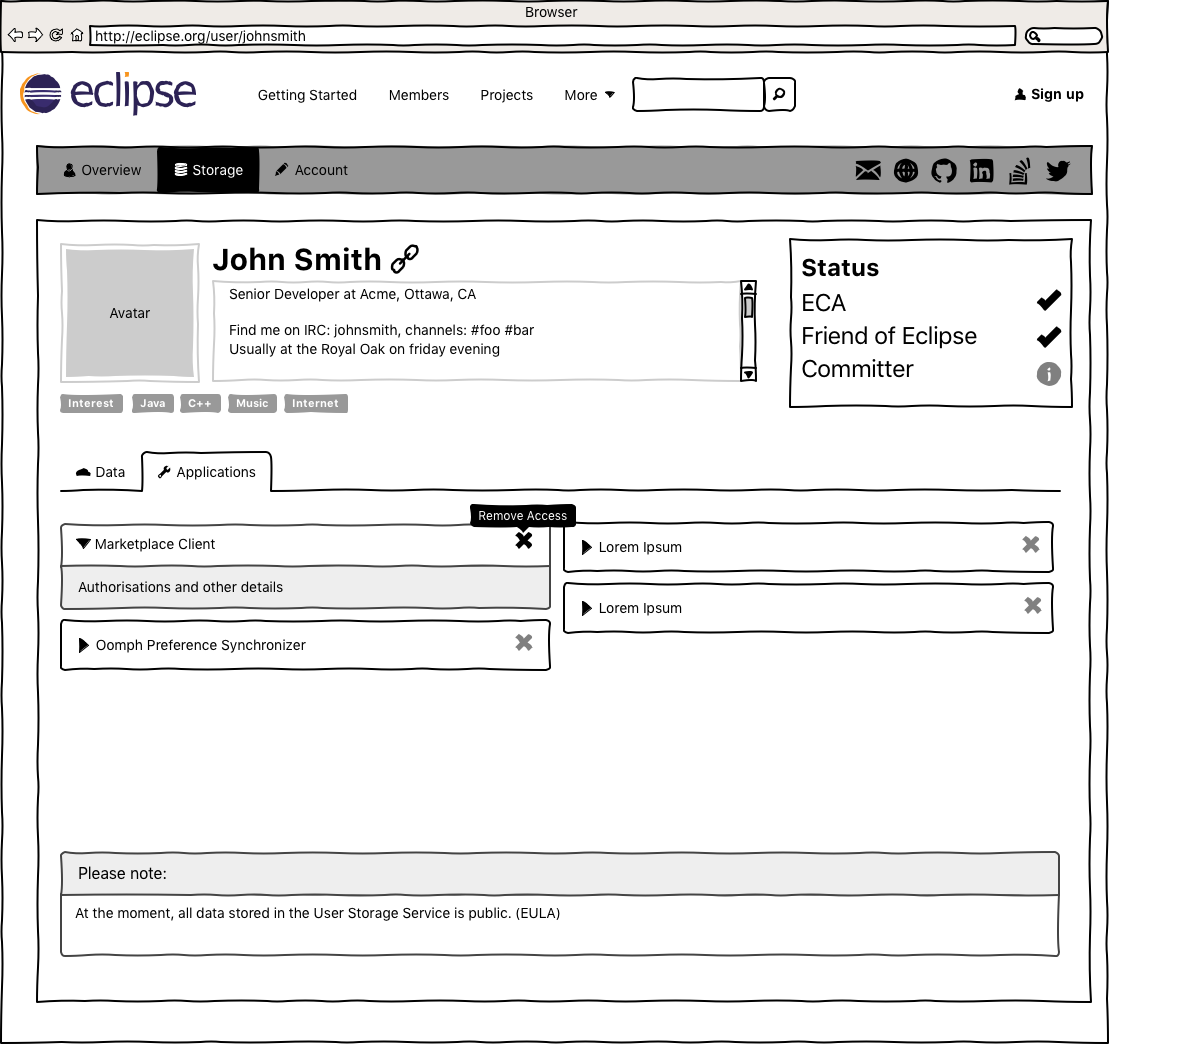 Browser
http://eclipse.org/user/johnsmith
eclipse
Getting Started Members Projects More
Sign up
Overview Storage Account
in
John Smith
Avatar
Senior Developer at Acme, Ottawa, CA
Find me on IRC: johnsmith, channels: #foo #bar
Usually at the Royal Oak on friday evening
Interest Java C++ Music Internet
Status
ECA
Friend of Eclipse
Committer
i
Data Applications
Remove Access
Marketplace Client
Authorisations and other details
Oomph Preference Synchronizer
Lorem Ipsum
Lorem Ipsum
Please note:
At the moment, all data stored in the User Storage Service is public. (EULA)